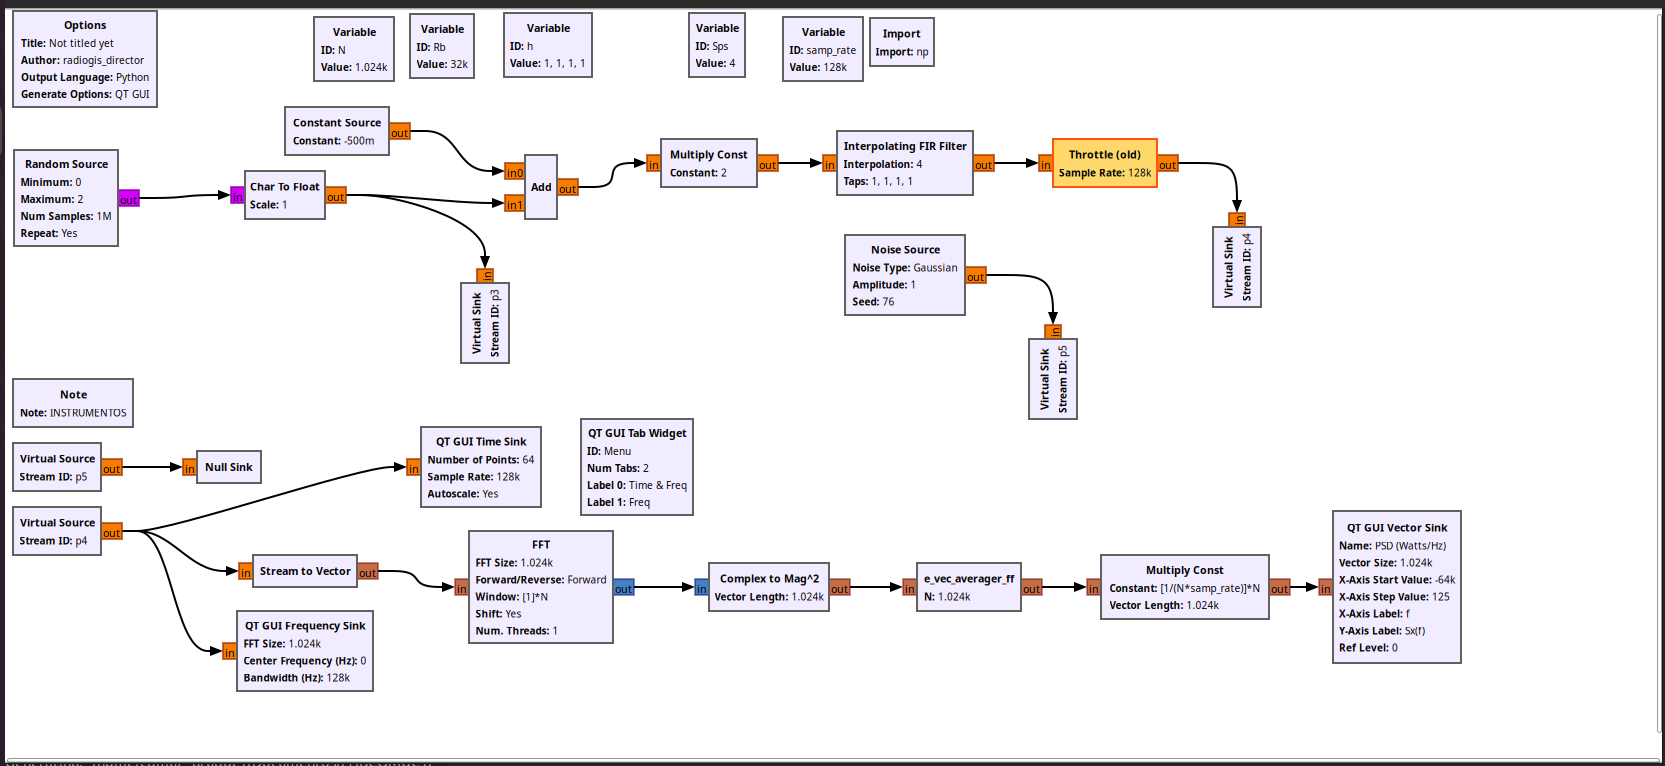 Options
Title: Not titled yet
Author: radiogis_director
Output Language: Python
Generate Options: QT GUI
Variable
ID: N
Value: 1.024k
Variable
ID: Rb
Value: 32k
Variable
ID: h
Value: 1, 1, 1, 1
Variable
ID: Sps
Value: 4
Variable
ID: samp_rate
Value: 128k
Import
Import: np
Constant Source
Constant: -500m
out
Random Source
Minimum: 0
Maximum: 2
Num Samples: 1M
Repeat: Yes
out
in
Char To Float
Scale: 1
out
in0
in1
Add
out
in
Multiply Const
Constant: 2
out
in
Interpolating FIR Filter
Interpolation: 4
Taps: 1, 1, 1, 1
out
in
Throttle (old)
Sample Rate: 128k
out
in
Virtual Sink
Stream ID: p4
in
Virtual Sink
Stream ID: p3
Noise Source
Noise Type: Gaussian
Amplitude: 1
Seed: 76
out
in
Virtual Sink
Stream ID: p5
Note
Note: INSTRUMENTOS
Virtual Source
Stream ID: p5
out
in
Null Sink
in
QT GUI Time Sink
Number of Points: 64
Sample Rate: 128k
Autoscale: Yes
QT GUI Tab Widget
ID: Menu
Num Tabs: 2
Label 0: Time & Freq
Label 1: Freq
Virtual Source
Stream ID: p4
out
in
Stream to Vector
out
in
FFT
FFT Size: 1.024k
Forward/Reverse: Forward
Window: [1]*N
Shift: Yes
Num. Threads: 1
out
in
Complex to Mag^2
Vector Length: 1.024k
out
in
e_vec_averager_ff
N: 1.024k
out
in
Multiply Const
Constant: [1/(N*samp_rate)]*N
Vector Length: 1.024k
out
in
QT GUI Vector Sink
Name: PSD (Watts/Hz)
Vector Size: 1.024k
X-Axis Start Value: -64k
X-Axis Step Value: 125
X-Axis Label: f
Y-Axis Label: Sx(f)
Ref Level: 0
in
QT GUI Frequency Sink
FFT Size: 1.024k
Center Frequency (Hz): 0
Bandwidth (Hz): 128k